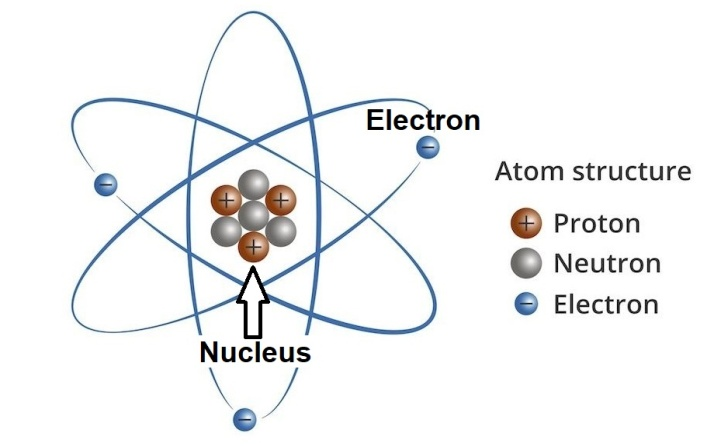 Electron
Nucleus
Atom structure
Proton
Neutron
Electron